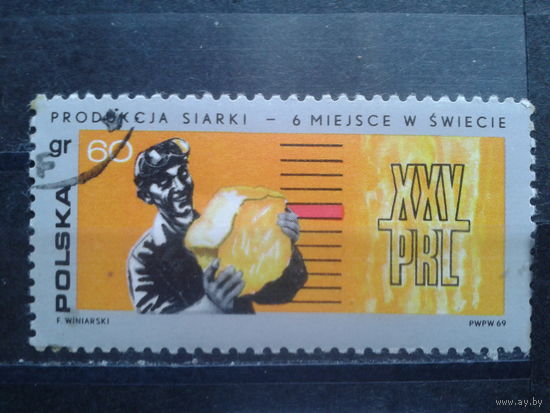 PRODUKCJA SIARKI – 6 MIEJSCE W ŚWIECIE
gr 60
POLSKA
XXV
PRL
F. WINIARSKI
PWPW 69
www.ay.by